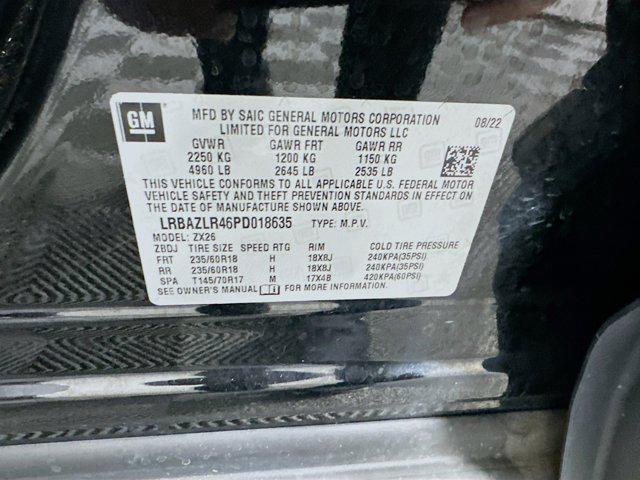 GM
MFD BY SAIC GENERAL MOTORS CORPORATION
LIMITED FOR GENERAL MOTORS LLC
08/22
GVWR GAWR FRT GAWR RR
2250 KG 1200 KG 1150 KG
4960 LB 2645 LB 2535 LB
THIS VEHICLE CONFORMS TO ALL APPLICABLE U.S. FEDERAL MOTOR
VEHICLE SAFETY AND THEFT PREVENTION STANDARDS IN EFFECT ON
THE DATE OF MANUFACTURE SHOWN ABOVE.
LRBAZLR46PD018635 TYPE: M.P.V.
MODEL: ZX26
ZBDJ TIRE SIZE SPEED RTG RIM COLD TIRE PRESSURE
FRT 235/60R18 H 18X8J 240KPA(35PSI)
RR 235/60R18 H 18X8J 240KPA(35PSI)
SPA T145/70R17 M 17X4B 420KPA(60PSI)
SEE OWNER'S MANUAL FOR MORE INFORMATION.